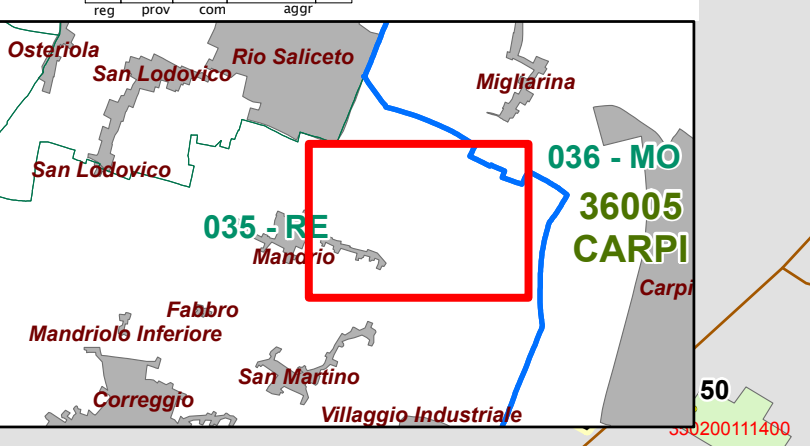 reg prov com aggr
Osteriola
San Lodovico
Rio Saliceto
Migliarina
San Lodovico
036 - MO
36005
CARPI
035 - RE
Mandrio
Carpi
Fabbro
Mandriolo Inferiore
San Martino
Correggio
Villaggio Industriale
50